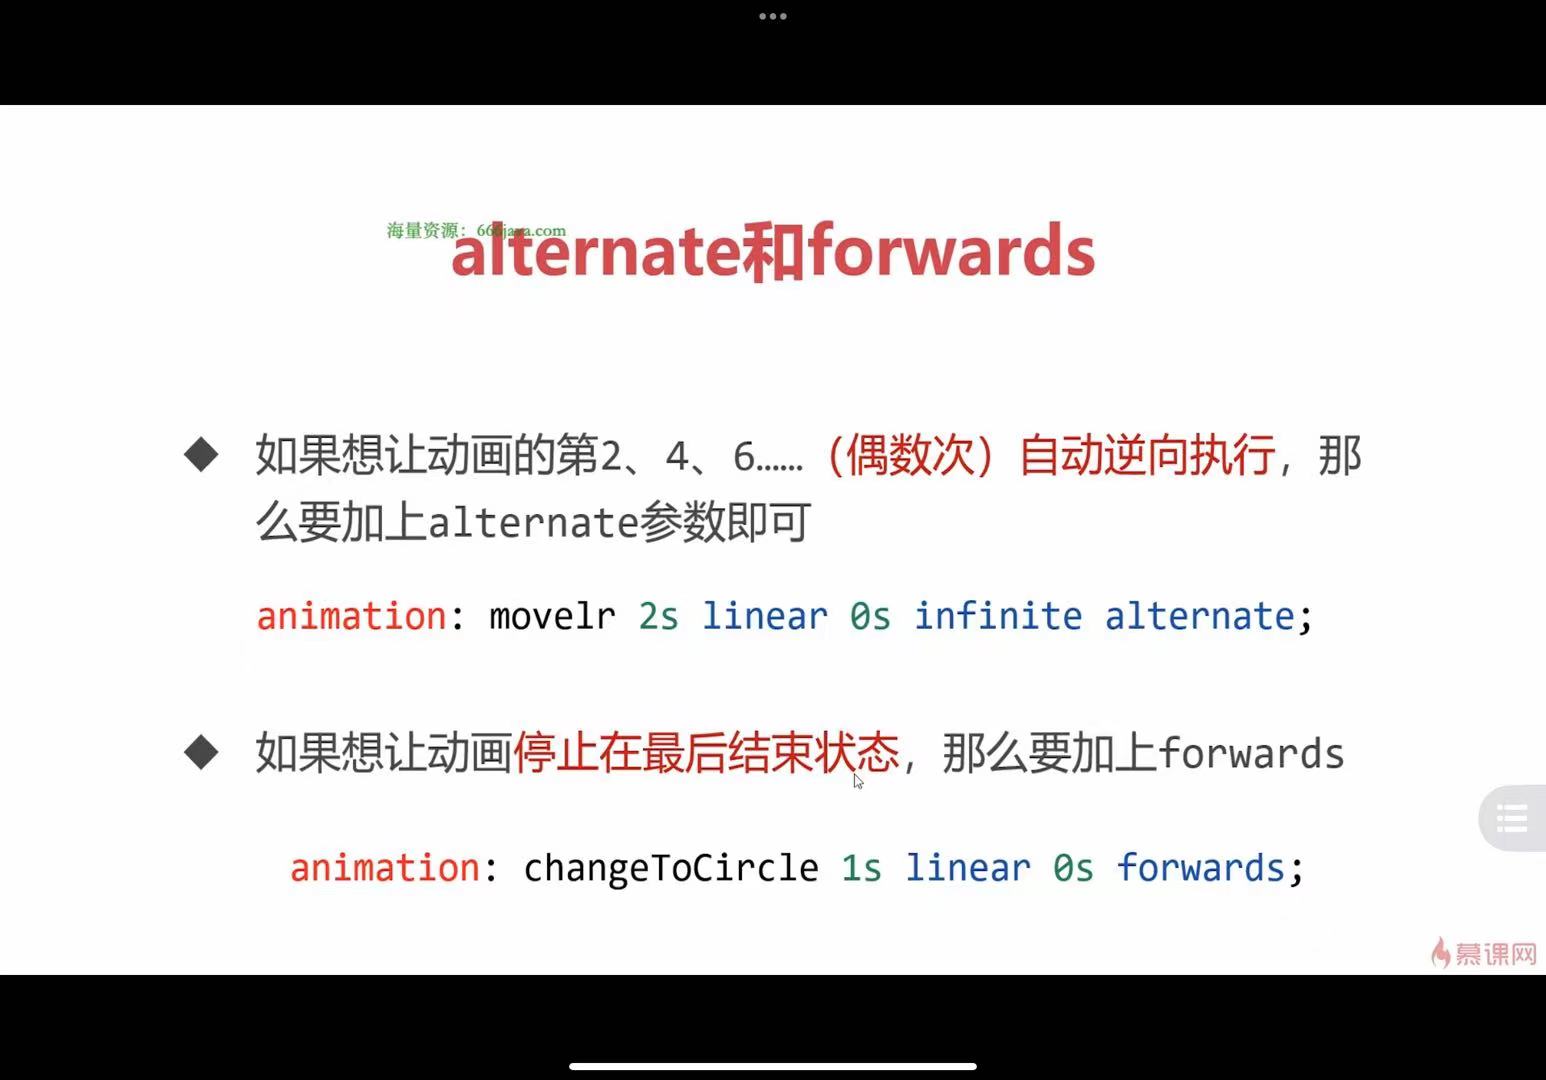 海量资源：666java.com
alternate和forwards
◆ 如果想让动画的第2、4、6……（偶数次）自动逆向执行，那
么要加上alternate参数即可
animation: movelr 2s linear 0s infinite alternate;
◆ 如果想让动画停止在最后结束状态，那么要加上forwards
animation: changeToCircle 1s linear 0s forwards;
慕课网